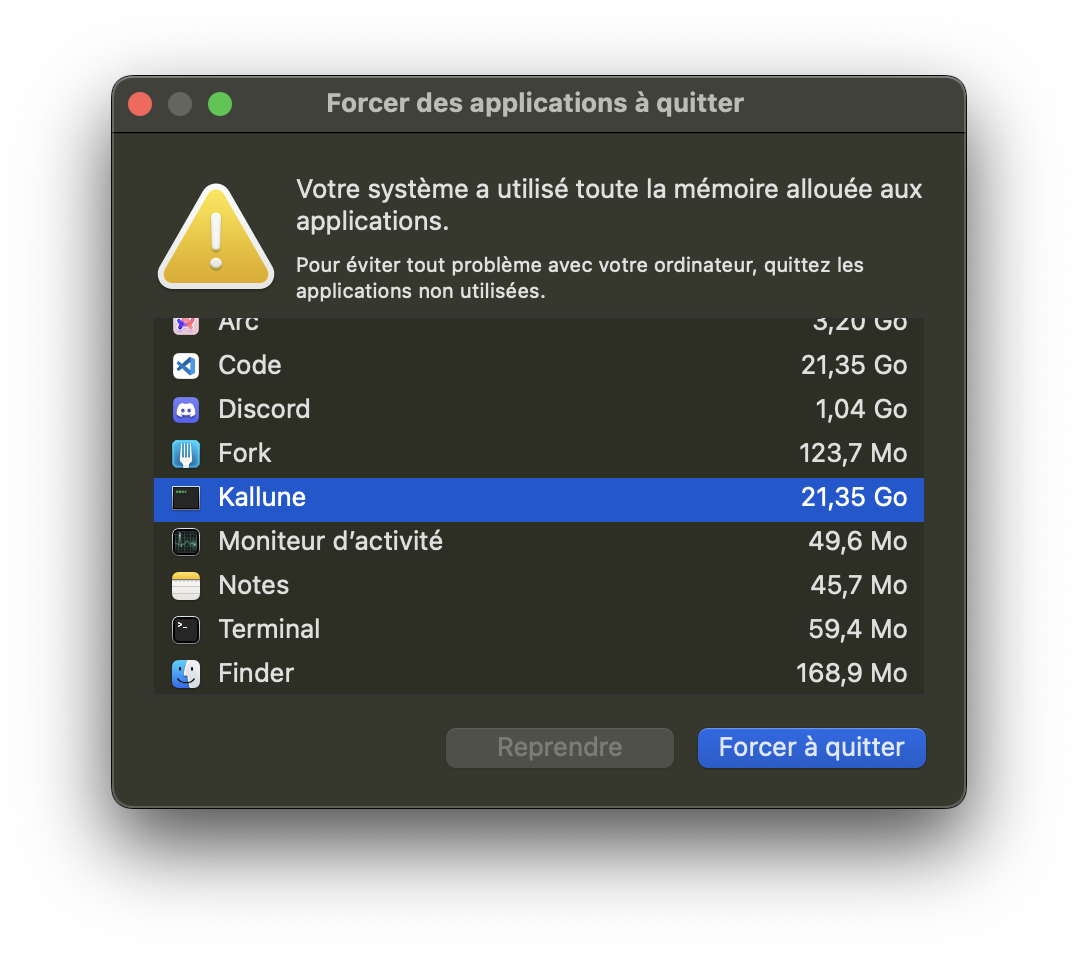 Forcer des applications à quitter
Votre système a utilisé toute la mémoire allouée aux
applications.
Pour éviter tout problème avec votre ordinateur, quittez les
applications non utilisées.
Arc 3,20 Go
Code 21,35 Go
Discord 1,04 Go
Fork 123,7 Mo
Kallune 21,35 Go
Moniteur d’activité 49,6 Mo
Notes 45,7 Mo
Terminal 59,4 Mo
Finder 168,9 Mo
Reprendre Forcer à quitter